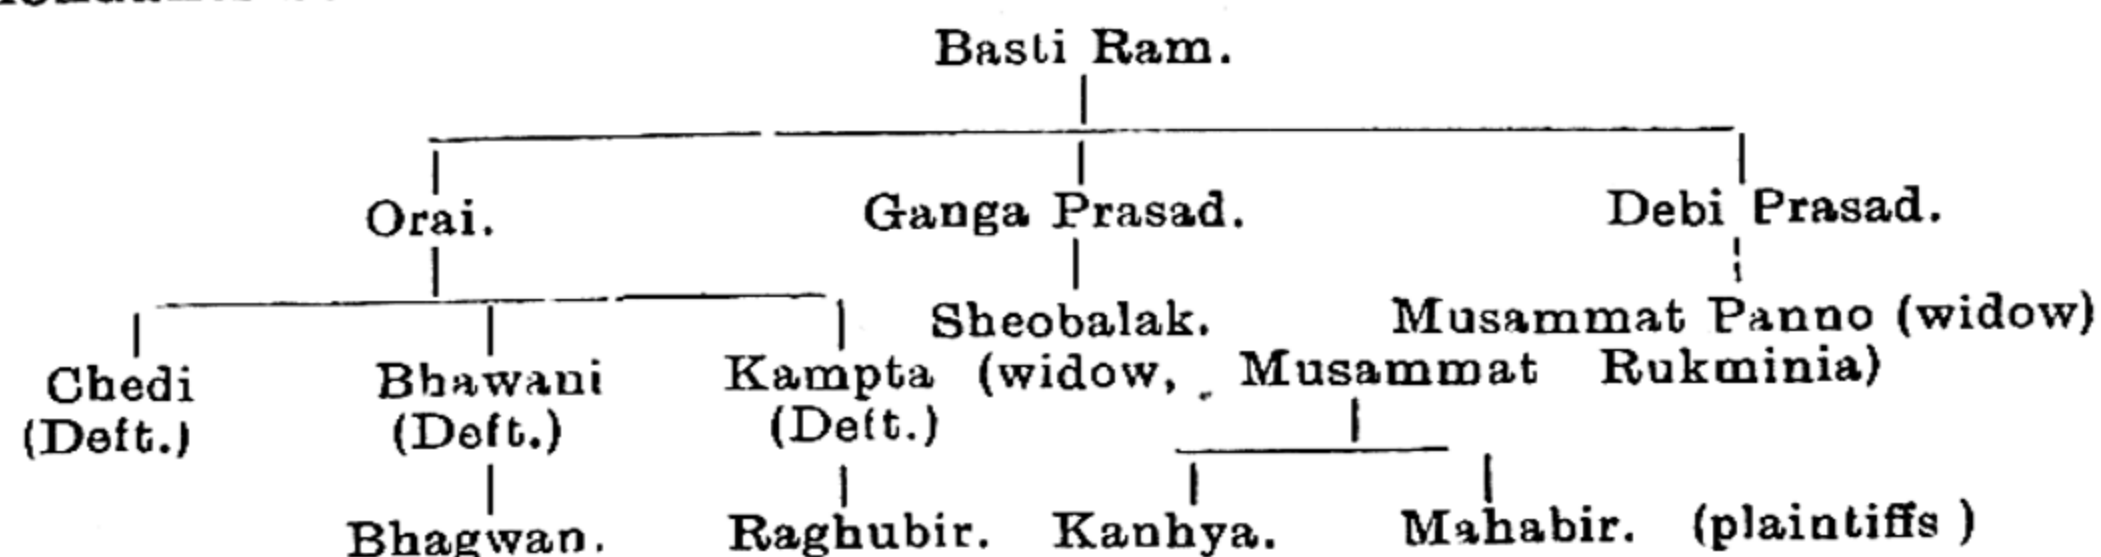 Basti Ram.
Orai. Ganga Prasad. Debi Prasad.
Sheobalak. Musammat Panno (widow)
Chedi Bhawani Kampta (widow, Musammat Rukminia)
(Deft.) (Deft.) (Deft.)
Bhagwan. Raghubir. Kanhya. Mahabir. (plaintiffs )